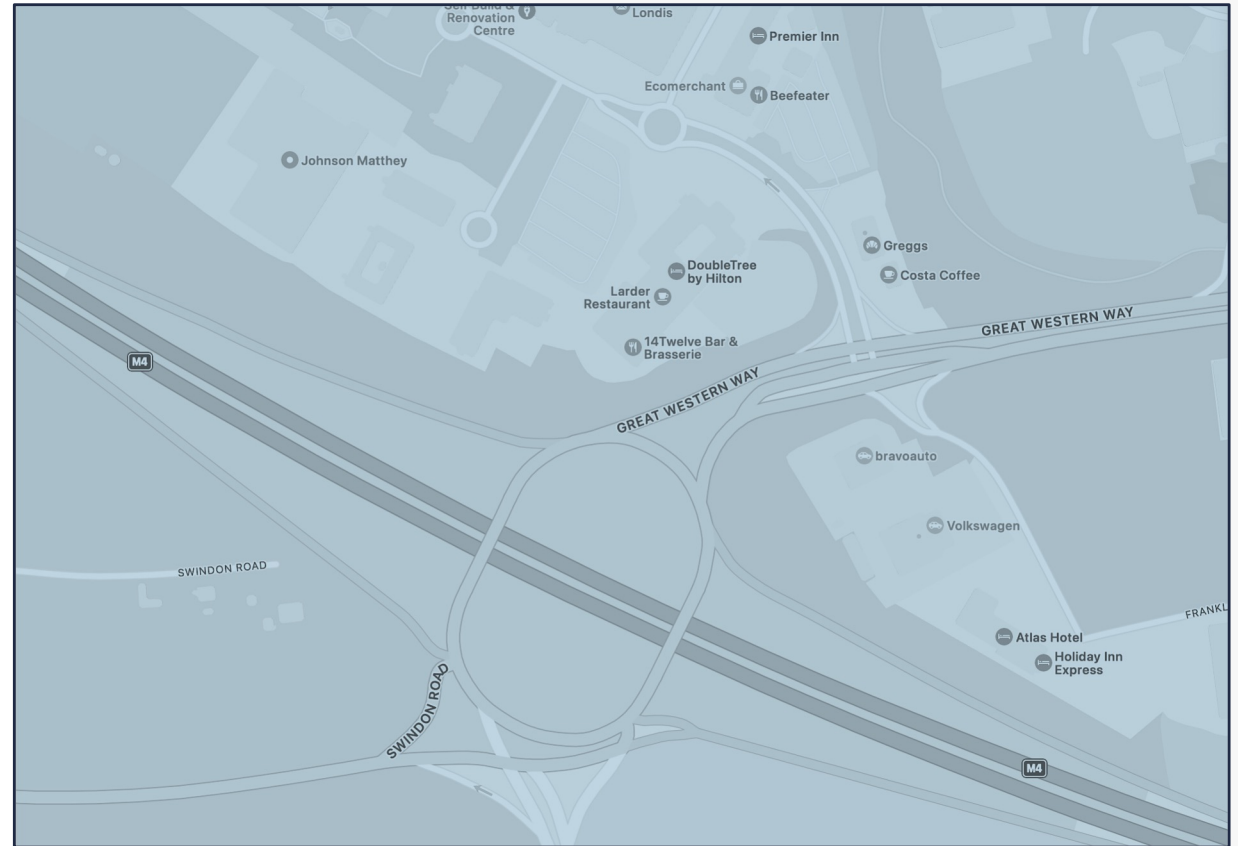 Self Build &
Renovation
Centre
Londis
Premier Inn
Ecomerchant
Beefeater
Johnson Matthey
Greggs
DoubleTree
by Hilton
Costa Coffee
Larder
Restaurant
GREAT WESTERN WAY
14Twelve Bar &
Brasserie
M4
GREAT WESTERN WAY
bravoauto
Volkswagen
SWINDON ROAD
FRANKL
Atlas Hotel
Holiday Inn
Express
SWINDON ROAD
M4